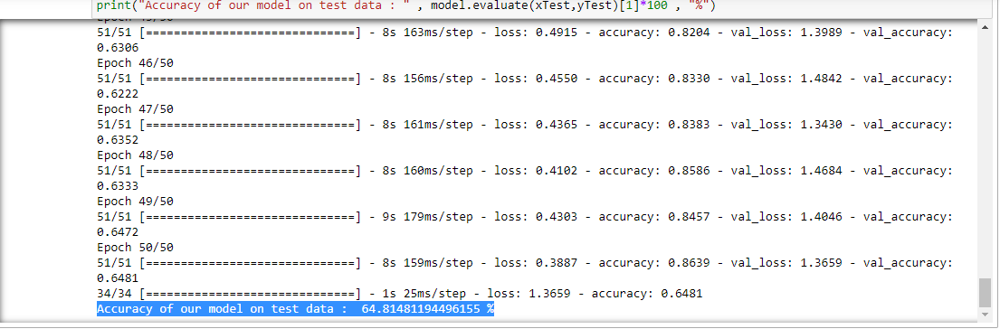 print("Accuracy of our model on test data : " , model.evaluate(xTest,yTest)[1]*100 , "%")
Epoch 45/50
51/51 [==============================] - 8s 163ms/step - loss: 0.4915 - accuracy: 0.8204 - val_loss: 1.3989 - val_accuracy:
0.6306
Epoch 46/50
51/51 [==============================] - 8s 156ms/step - loss: 0.4550 - accuracy: 0.8330 - val_loss: 1.4842 - val_accuracy:
0.6222
Epoch 47/50
51/51 [==============================] - 8s 161ms/step - loss: 0.4365 - accuracy: 0.8383 - val_loss: 1.3430 - val_accuracy:
0.6352
Epoch 48/50
51/51 [==============================] - 8s 160ms/step - loss: 0.4102 - accuracy: 0.8586 - val_loss: 1.4684 - val_accuracy:
0.6333
Epoch 49/50
51/51 [==============================] - 9s 179ms/step - loss: 0.4303 - accuracy: 0.8457 - val_loss: 1.4046 - val_accuracy:
0.6472
Epoch 50/50
51/51 [==============================] - 8s 159ms/step - loss: 0.3887 - accuracy: 0.8639 - val_loss: 1.3659 - val_accuracy:
0.6481
34/34 [==============================] - 1s 25ms/step - loss: 1.3659 - accuracy: 0.6481
Accuracy of our model on test data :  64.81481194496155 %